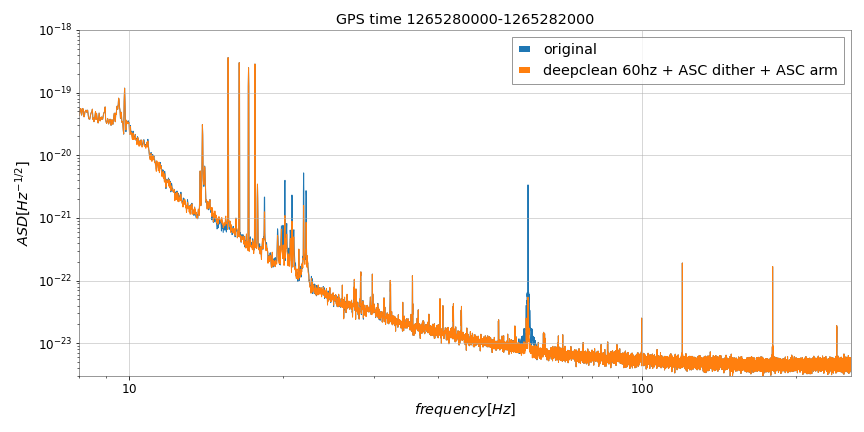 GPS time 1265280000-1265282000
original
deepclean 60hz + ASC dither + ASC arm
ASD[Hz^{-1/2}]
10^{-18}
10^{-19}
10^{-20}
10^{-21}
10^{-22}
10^{-23}
10 100
frequency[Hz]